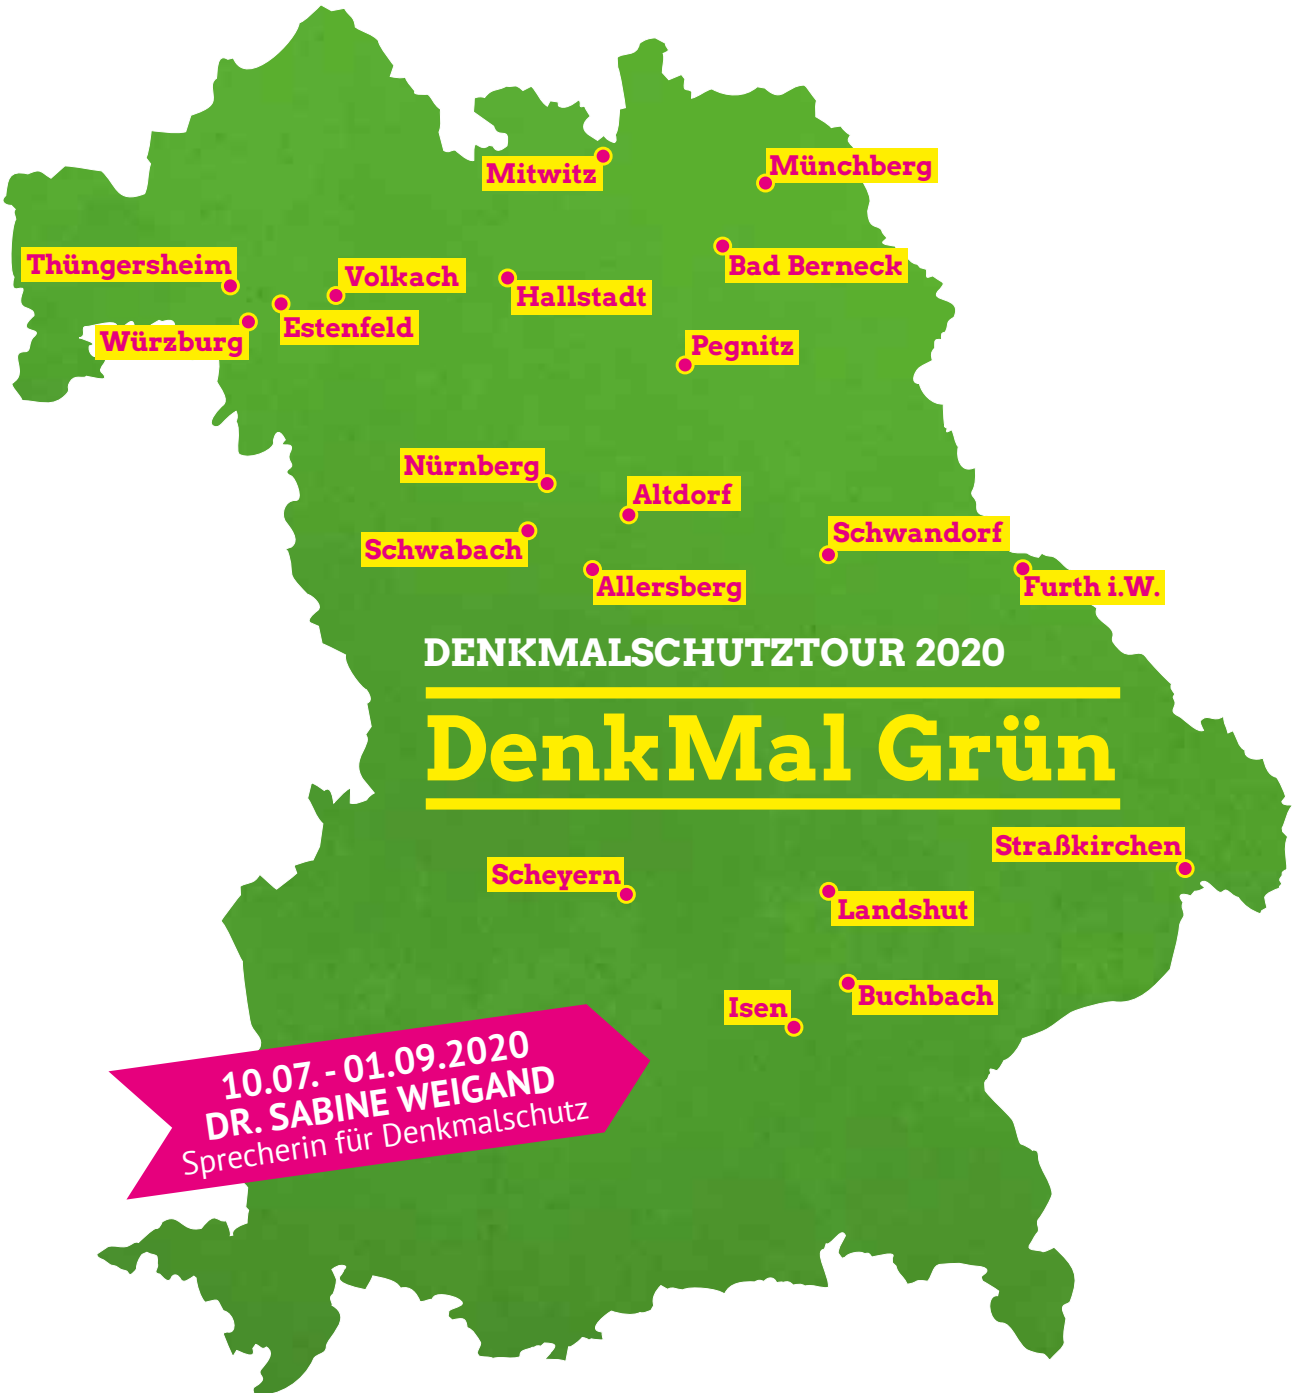 Mitwitz
Münchberg
Thüngersheim
Volkach
Bad Berneck
Hallstadt
Estenfeld
Würzburg
Pegnitz
Nürnberg
Altdorf
Schwabach
Schwandorf
Allersberg
Furth i.W.
DENKMALSCHUTZTOUR 2020
DenkMal Grün
Straßkirchen
Scheyern
Landshut
Buchbach
Isen
10.07. - 01.09.2020
DR. SABINE WEIGAND
Sprecherin für Denkmalschutz